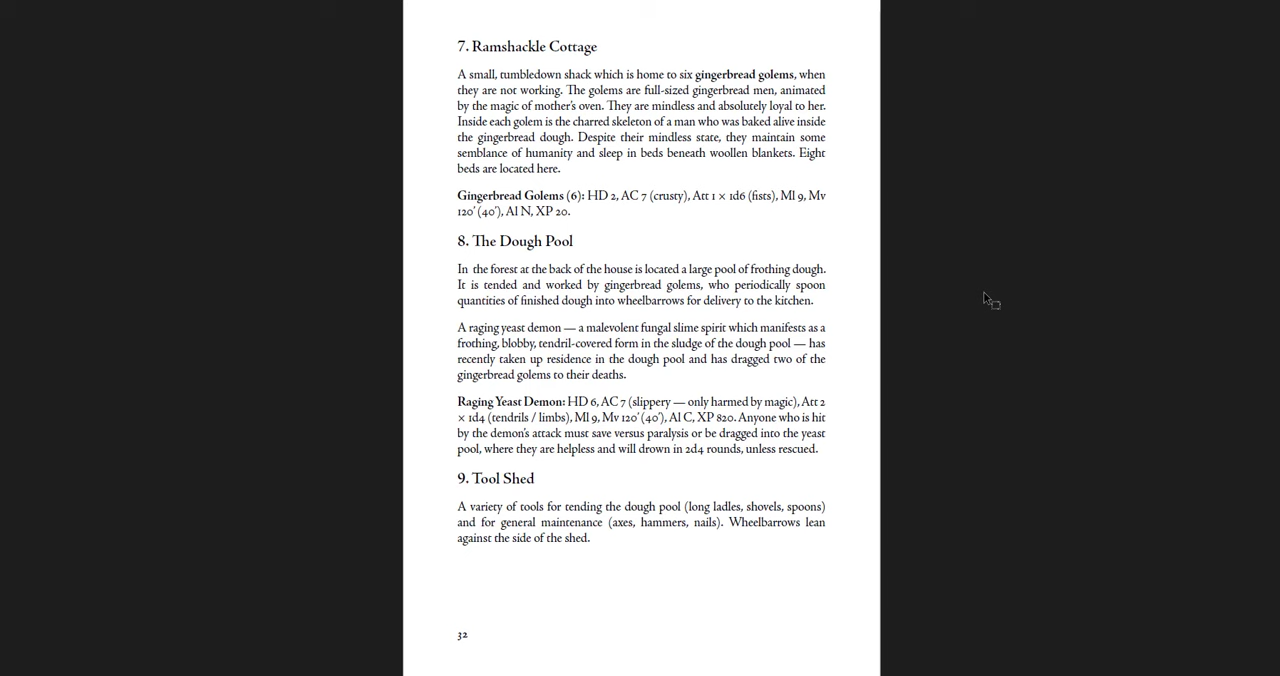 7. Ramshackle Cottage
A small, tumbledown shack which is home to six gingerbread golems, when
they are not working. The golems are full-sized gingerbread men, animated
by the magic of mother's oven. They are mindless and absolutely loyal to her.
Inside each golem is the charred skeleton of a man who was baked alive inside
the gingerbread dough. Despite their mindless state, they maintain some
semblance of humanity and sleep in beds beneath woollen blankets. Eight
beds are located here.
Gingerbread Golems (6): HD 2, AC 7 (crusty), Att 1 × 1d6 (fists), Ml 9, Mv
120' (40'), Al N, XP 20.
8. The Dough Pool
In the forest at the back of the house is located a large pool of frothing dough.
It is tended and worked by gingerbread golems, who periodically spoon
quantities of finished dough into wheelbarrows for delivery to the kitchen.
A raging yeast demon — a malevolent fungal slime spirit which manifests as a
frothing, blobby, tendril-covered form in the sludge of the dough pool — has
recently taken up residence in the dough pool and has dragged two of the
gingerbread golems to their deaths.
Raging Yeast Demon: HD 6, AC 7 (slippery — only harmed by magic), Att 2
× 1d4 (tendrils / limbs), Ml 9, Mv 120' (40'), Al C, XP 820. Anyone who is hit
by the demon's attack must save versus paralysis or be dragged into the yeast
pool, where they are helpless and will drown in 2d4 rounds, unless rescued.
9. Tool Shed
A variety of tools for tending the dough pool (long ladles, shovels, spoons)
and for general maintenance (axes, hammers, nails). Wheelbarrows lean
against the side of the shed.
32